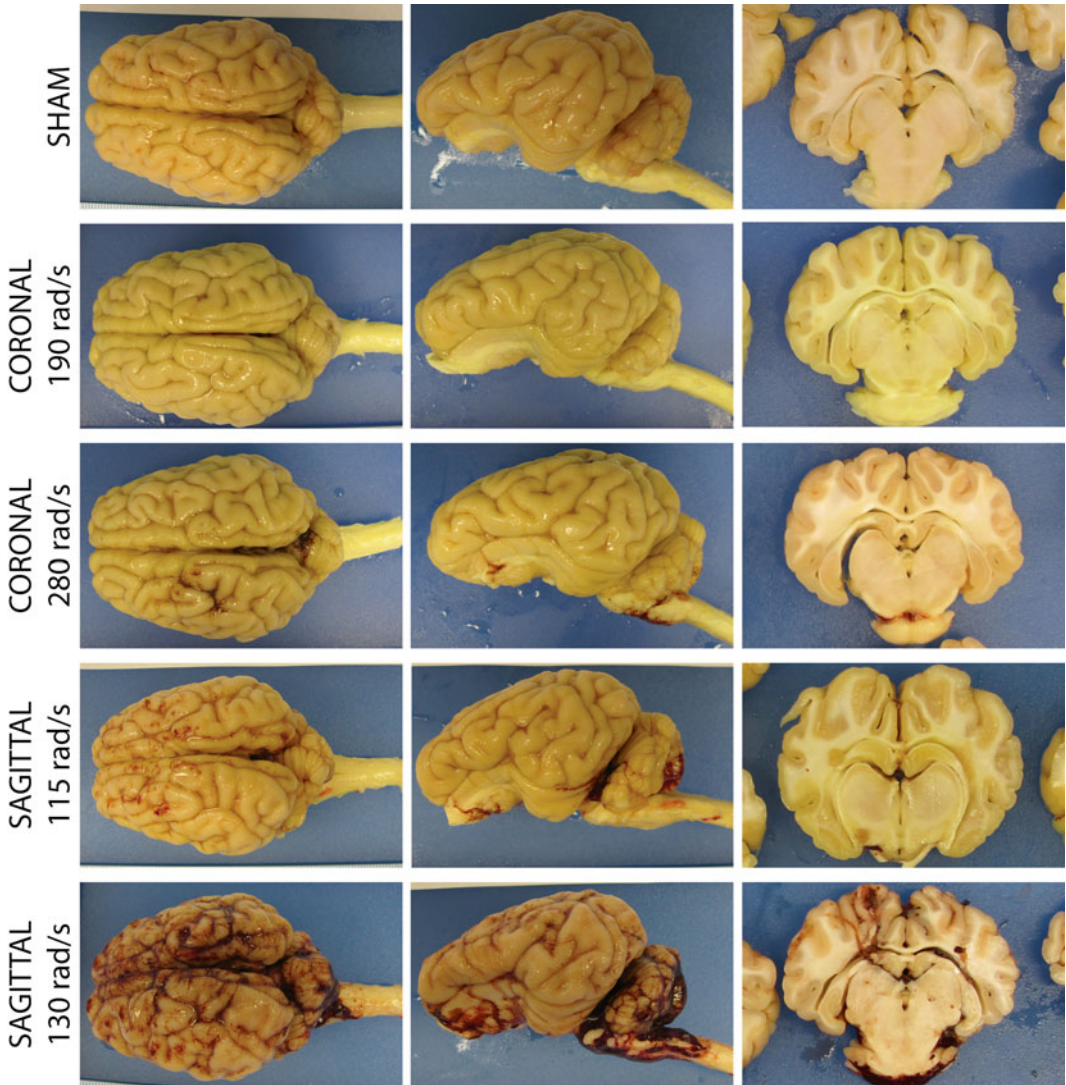 SHAM
CORONAL
190 rad/s
CORONAL
280 rad/s
SAGITTAL
115 rad/s
SAGITTAL
130 rad/s